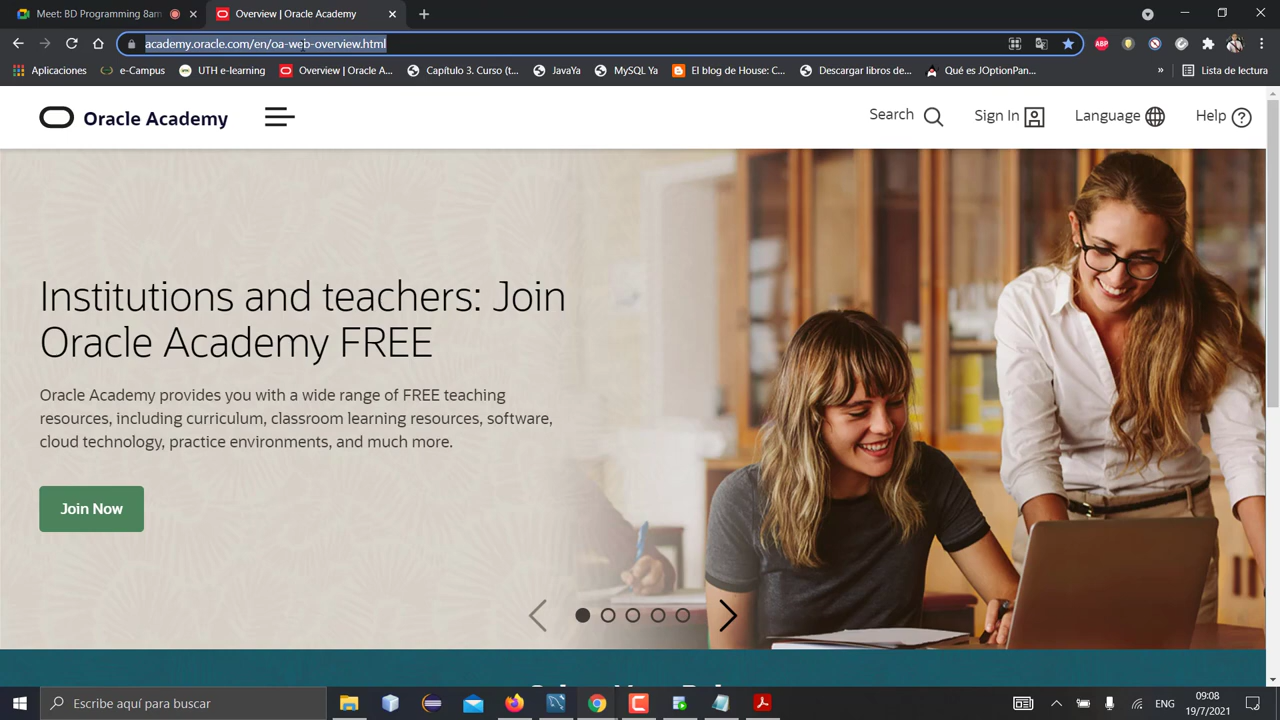 Meet: BD Programming 8am
Overview | Oracle Academy
academy.oracle.com/en/oa-web-overview.html
ABP
Aplicaciones
e-Campus
UTH e-learning
Overview | Oracle A...
Capítulo 3. Curso (t...
JavaYa
MySQL Ya
El blog de House: C...
Descargar libros de...
Qué es JOptionPan...
»
Lista de lectura
Oracle Academy
Search
Sign In
Language
Help
Institutions and teachers: Join
Oracle Academy FREE
Oracle Academy provides you with a wide range of FREE teaching
resources, including curriculum, classroom learning resources, software,
cloud technology, practice environments, and much more.
Join Now
Escribe aquí para buscar
ENG
09:08
19/7/2021